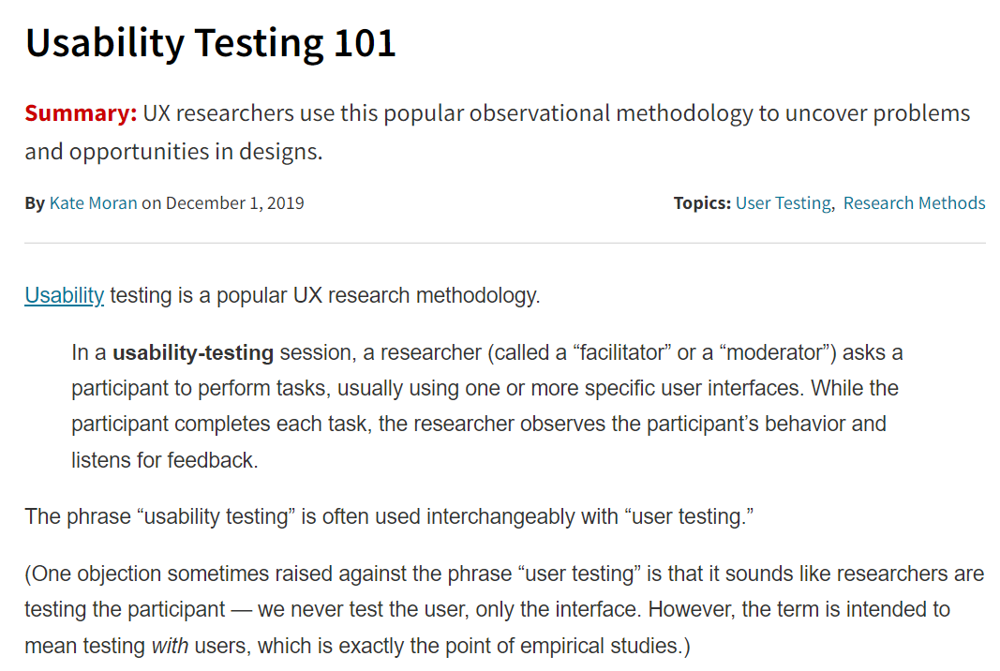 Usability Testing 101
Summary: UX researchers use this popular observational methodology to uncover problems
and opportunities in designs.
By Kate Moran on December 1, 2019
Topics: User Testing, Research Methods
Usability testing is a popular UX research methodology.
In a usability-testing session, a researcher (called a “facilitator” or a “moderator”) asks a
participant to perform tasks, usually using one or more specific user interfaces. While the
participant completes each task, the researcher observes the participant’s behavior and
listens for feedback.
The phrase “usability testing” is often used interchangeably with “user testing.”
(One objection sometimes raised against the phrase “user testing” is that it sounds like researchers are
testing the participant — we never test the user, only the interface. However, the term is intended to
mean testing with users, which is exactly the point of empirical studies.)